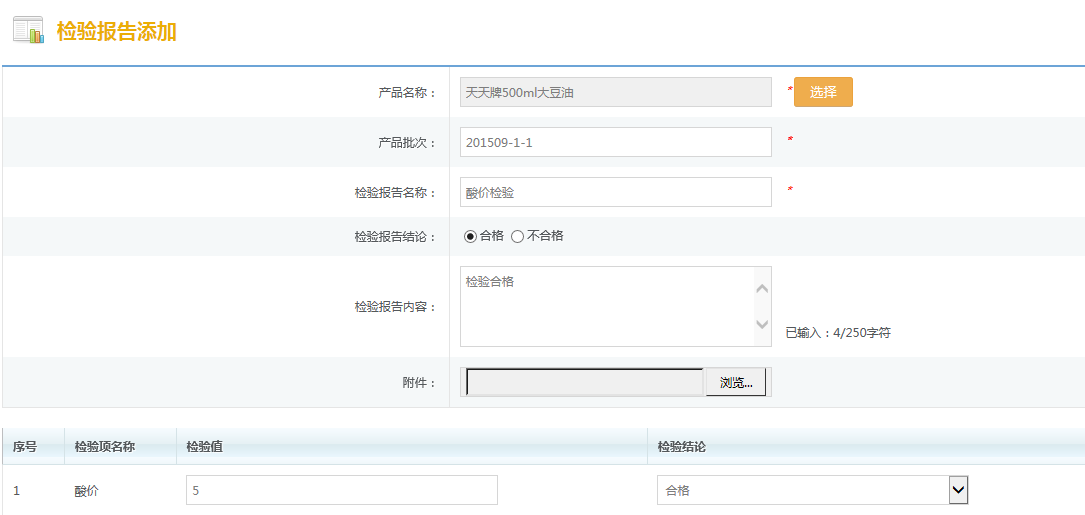 检验报告添加
产品名称： 天天牌500ml大豆油 * 选择
产品批次： 201509-1-1 *
检验报告名称： 酸价检验 *
检验报告结论： 合格 不合格
检验报告内容： 检验合格
已输入：4/250字符
附件： 浏览...
序号 检验项名称 检验值 检验结论
1 酸价 5 合格